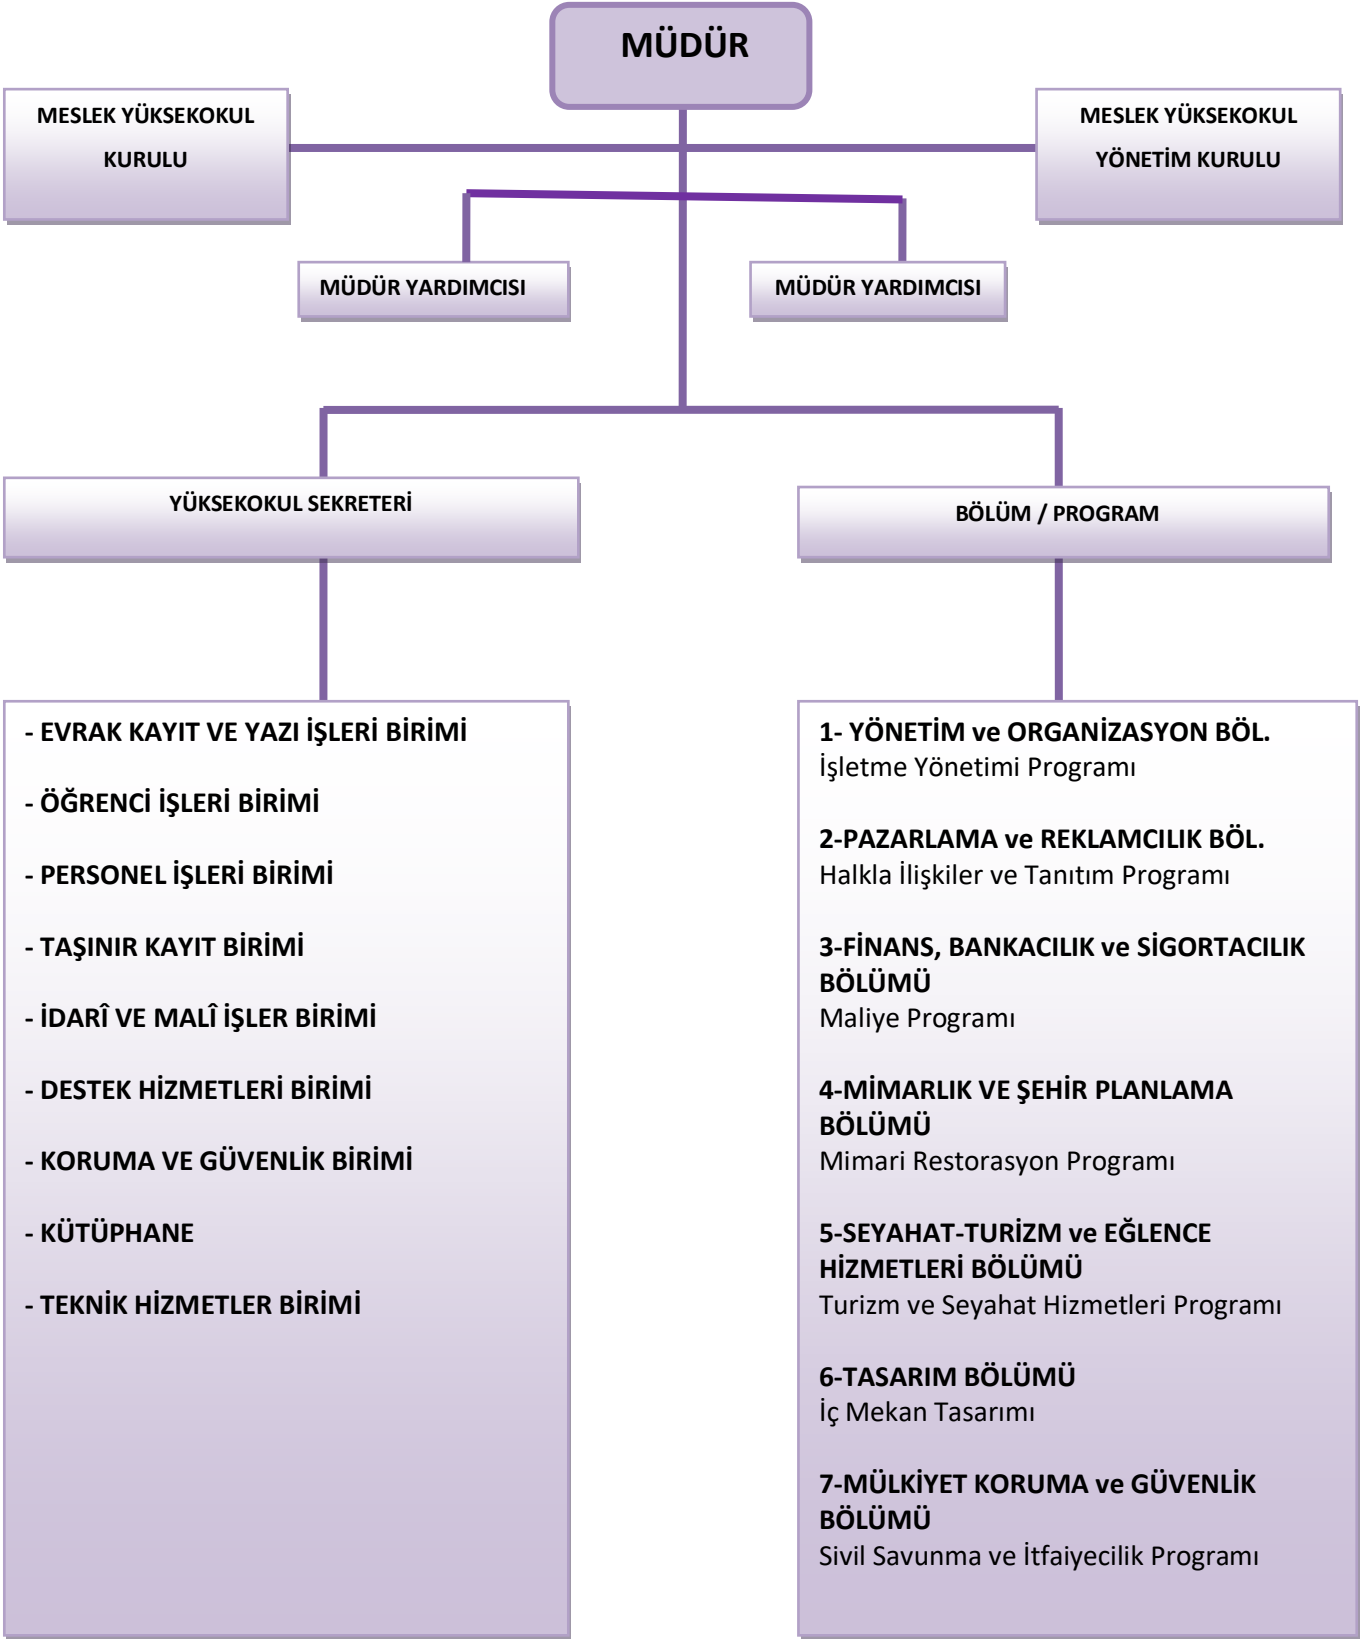 MÜDÜR
MESLEK YÜKSEKOKUL
KURULU
MESLEK YÜKSEKOKUL
YÖNETİM KURULU
MÜDÜR YARDIMCISI
MÜDÜR YARDIMCISI
YÜKSEKOKUL SEKRETERİ
BÖLÜM / PROGRAM
- EVRAK KAYIT VE YAZI İŞLERİ BİRİMİ
- ÖĞRENCİ İŞLERİ BİRİMİ
- PERSONEL İŞLERİ BİRİMİ
- TAŞINIR KAYIT BİRİMİ
- İDARÎ VE MALÎ İŞLER BİRİMİ
- DESTEK HİZMETLERİ BİRİMİ
- KORUMA VE GÜVENLİK BİRİMİ
- KÜTÜPHANE
- TEKNİK HİZMETLER BİRİMİ
1- YÖNETİM ve ORGANİZASYON BÖL.
İşletme Yönetimi Programı
2-PAZARLAMA ve REKLAMCILIK BÖL.
Halkla İlişkiler ve Tanıtım Programı
3-FİNANS, BANKACILIK ve SİGORTACILIK
BÖLÜMÜ
Maliye Programı
4-MİMARLIK VE ŞEHİR PLANLAMA
BÖLÜMÜ
Mimari Restorasyon Programı
5-SEYAHAT-TURİZM ve EĞLENCE
HİZMETLERİ BÖLÜMÜ
Turizm ve Seyahat Hizmetleri Programı
6-TASARIM BÖLÜMÜ
İç Mekan Tasarımı
7-MÜLKİYET KORUMA ve GÜVENLİK
BÖLÜMÜ
Sivil Savunma ve İtfaiyecilik Programı